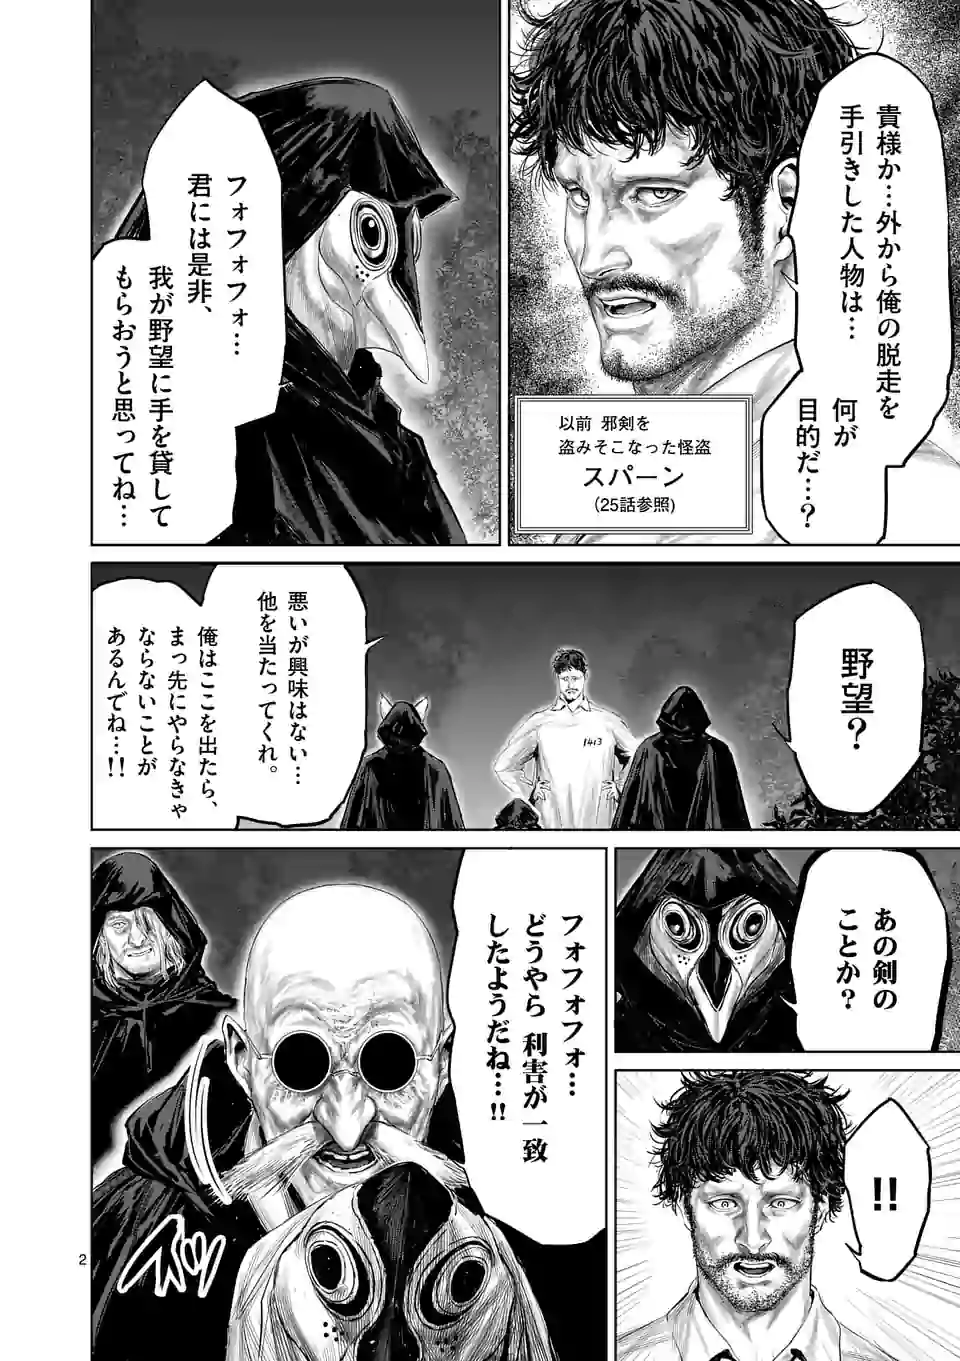 貴様か…外から俺の脱走を
手引きした人物は…
何が
目的だ…？
以前 邪剣を
盗みそこなった怪盗
スパーン
(25話参照)
フォフォフォ…
君には是非、
我が野望に手を貸して
もらおうと思ってね…
野望？
1413
悪いが興味はない…
他を当たってくれ。
俺はここを出たら、
まっ先にやらなきゃ
ならないことが
あるんでね…!!
あの剣の
ことか？
!!
フォフォフォ…
どうやら 利害が一致
したようだね…!!
2